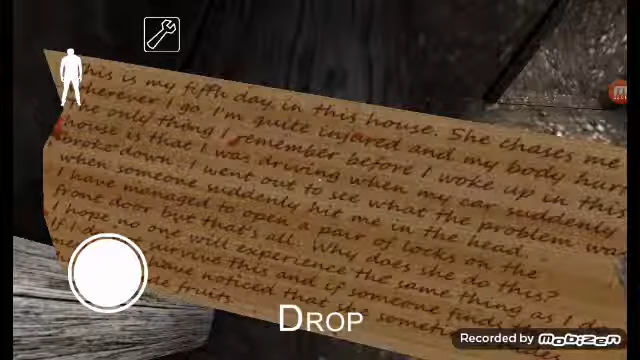 this is my fifth day in this house. She chases me
wherever I go. I'm quite injured and my body hurt
the only thing I remember before I woke up in this
house is that I was driving when my car suddenly
broke down. I went out to see what the problem was
when someone suddenly hit me in the head.
I have managed to open a pair of locks on the
front door but that's all. Why does she do this?
I hope no one will experience the same thing as I
If I survive this and if someone finds
have noticed that she
fruits.
DROP
Recorded by MOBIZEN